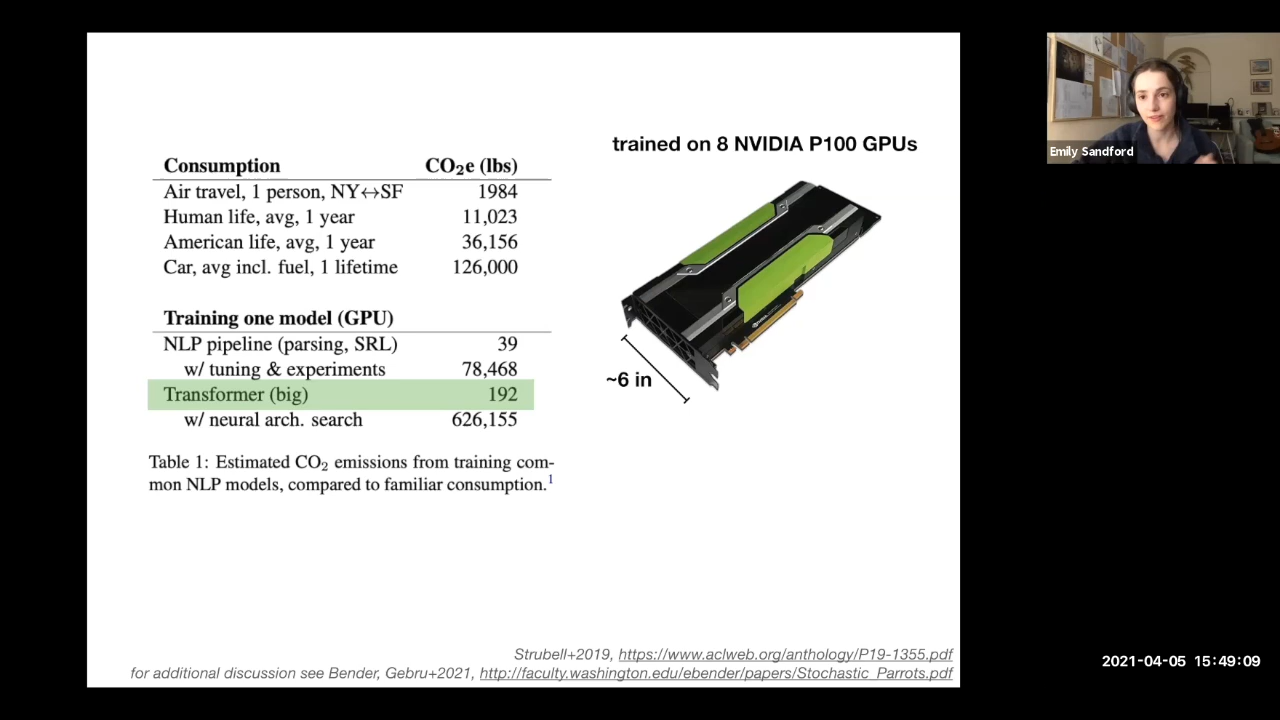 Consumption CO₂e (lbs)
Air travel, 1 person, NY↔SF 1984
Human life, avg, 1 year 11,023
American life, avg, 1 year 36,156
Car, avg incl. fuel, 1 lifetime 126,000
Training one model (GPU)
NLP pipeline (parsing, SRL) 39
w/ tuning & experiments 78,468
Transformer (big) 192
w/ neural arch. search 626,155
Table 1: Estimated CO₂ emissions from training com-
mon NLP models, compared to familiar consumption.¹
trained on 8 NVIDIA P100 GPUs
~6 in
Strubell+2019, https://www.aclweb.org/anthology/P19-1355.pdf
for additional discussion see Bender, Gebru+2021, http://faculty.washington.edu/ebender/papers/Stochastic_Parrots.pdf
Emily Sandford
2021-04-05 15:49:09